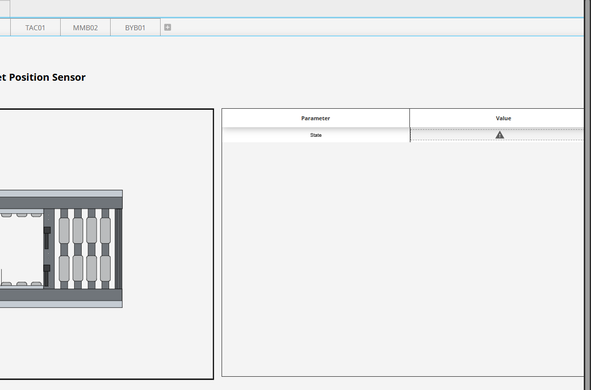 TAC01 MMB02 BYB01
et Position Sensor
Parameter Value
State